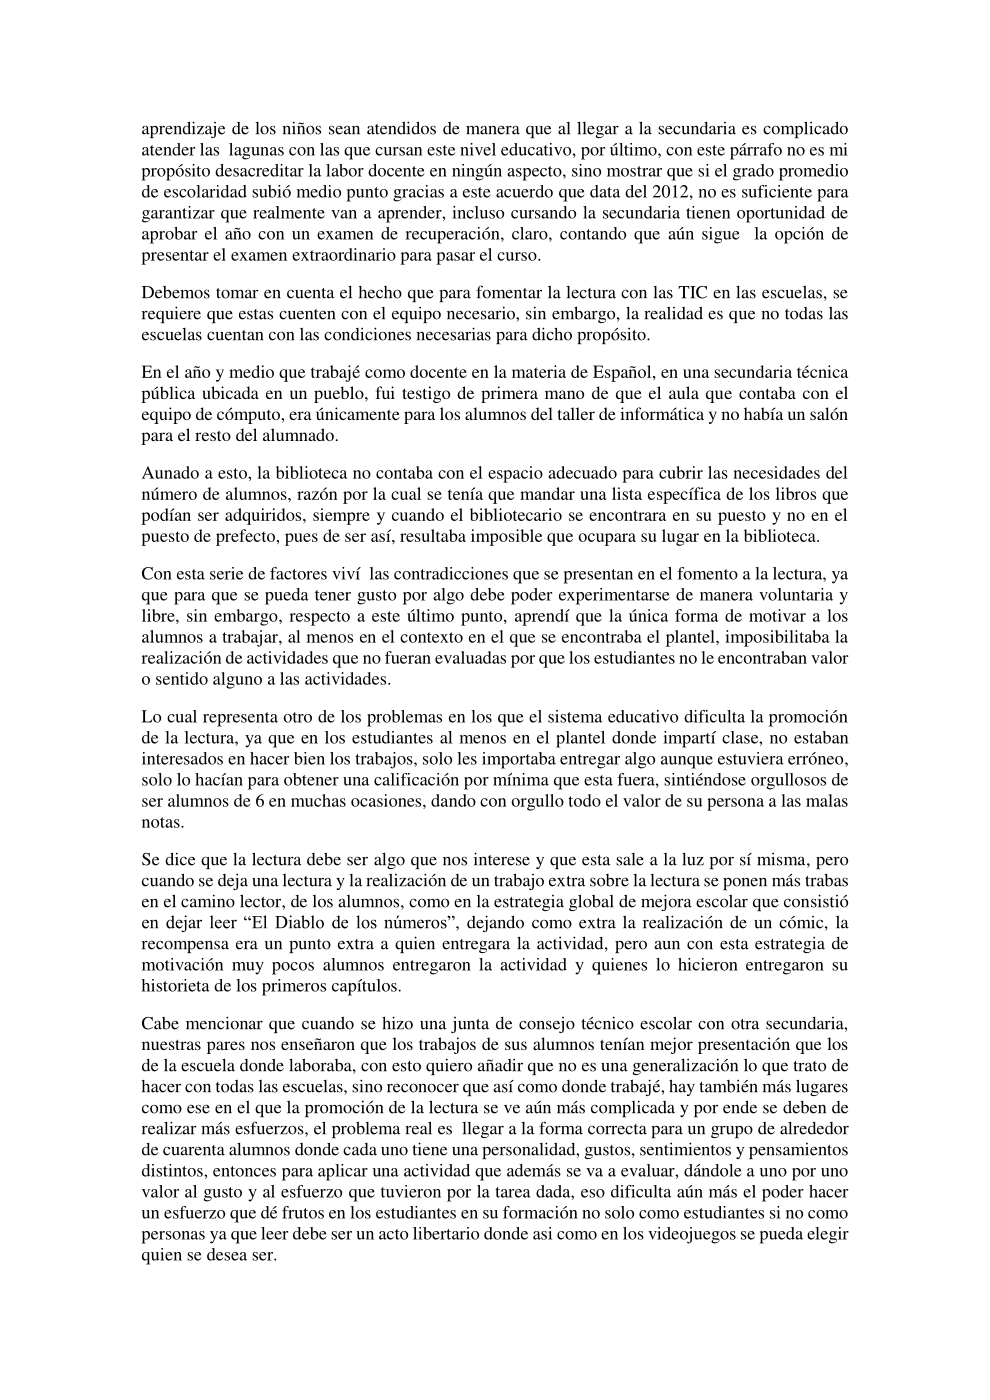 aprendizaje de los niños sean atendidos de manera que al llegar a la secundaria es complicado
atender las  lagunas con las que cursan este nivel educativo, por último, con este párrafo no es mi
propósito desacreditar la labor docente en ningún aspecto, sino mostrar que si el grado promedio
de escolaridad subió medio punto gracias a este acuerdo que data del 2012, no es suficiente para
garantizar que realmente van a aprender, incluso cursando la secundaria tienen oportunidad de
aprobar el año con un examen de recuperación, claro, contando que aún sigue  la opción de
presentar el examen extraordinario para pasar el curso.
Debemos tomar en cuenta el hecho que para fomentar la lectura con las TIC en las escuelas, se
requiere que estas cuenten con el equipo necesario, sin embargo, la realidad es que no todas las
escuelas cuentan con las condiciones necesarias para dicho propósito.
En el año y medio que trabajé como docente en la materia de Español, en una secundaria técnica
pública ubicada en un pueblo, fui testigo de primera mano de que el aula que contaba con el
equipo de cómputo, era únicamente para los alumnos del taller de informática y no había un salón
para el resto del alumnado.
Aunado a esto, la biblioteca no contaba con el espacio adecuado para cubrir las necesidades del
número de alumnos, razón por la cual se tenía que mandar una lista específica de los libros que
podían ser adquiridos, siempre y cuando el bibliotecario se encontrara en su puesto y no en el
puesto de prefecto, pues de ser así, resultaba imposible que ocupara su lugar en la biblioteca.
Con esta serie de factores viví  las contradicciones que se presentan en el fomento a la lectura, ya
que para que se pueda tener gusto por algo debe poder experimentarse de manera voluntaria y
libre, sin embargo, respecto a este último punto, aprendí que la única forma de motivar a los
alumnos a trabajar, al menos en el contexto en el que se encontraba el plantel, imposibilitaba la
realización de actividades que no fueran evaluadas por que los estudiantes no le encontraban valor
o sentido alguno a las actividades.
Lo cual representa otro de los problemas en los que el sistema educativo dificulta la promoción
de la lectura, ya que en los estudiantes al menos en el plantel donde impartí clase, no estaban
interesados en hacer bien los trabajos, solo les importaba entregar algo aunque estuviera erróneo,
solo lo hacían para obtener una calificación por mínima que esta fuera, sintiéndose orgullosos de
ser alumnos de 6 en muchas ocasiones, dando con orgullo todo el valor de su persona a las malas
notas.
Se dice que la lectura debe ser algo que nos interese y que esta sale a la luz por sí misma, pero
cuando se deja una lectura y la realización de un trabajo extra sobre la lectura se ponen más trabas
en el camino lector, de los alumnos, como en la estrategia global de mejora escolar que consistió
en dejar leer “El Diablo de los números”, dejando como extra la realización de un cómic, la
recompensa era un punto extra a quien entregara la actividad, pero aun con esta estrategia de
motivación muy pocos alumnos entregaron la actividad y quienes lo hicieron entregaron su
historieta de los primeros capítulos.
Cabe mencionar que cuando se hizo una junta de consejo técnico escolar con otra secundaria,
nuestras pares nos enseñaron que los trabajos de sus alumnos tenían mejor presentación que los
de la escuela donde laboraba, con esto quiero añadir que no es una generalización lo que trato de
hacer con todas las escuelas, sino reconocer que así como donde trabajé, hay también más lugares
como ese en el que la promoción de la lectura se ve aún más complicada y por ende se deben de
realizar más esfuerzos, el problema real es  llegar a la forma correcta para un grupo de alrededor
de cuarenta alumnos donde cada uno tiene una personalidad, gustos, sentimientos y pensamientos
distintos, entonces para aplicar una actividad que además se va a evaluar, dándole a uno por uno
valor al gusto y al esfuerzo que tuvieron por la tarea dada, eso dificulta aún más el poder hacer
un esfuerzo que dé frutos en los estudiantes en su formación no solo como estudiantes si no como
personas ya que leer debe ser un acto libertario donde asi como en los videojuegos se pueda elegir
quien se desea ser.